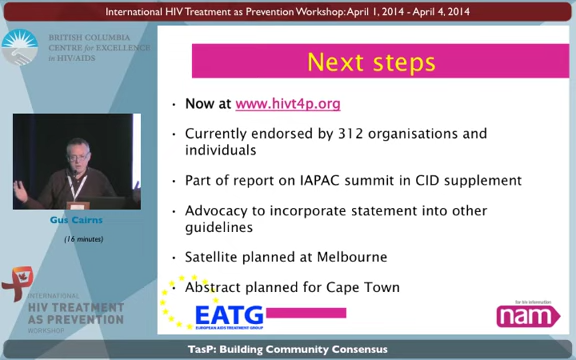 International HIV Treatment as Prevention Workshop: April 1, 2014 - April 4, 2014
BRITISH COLUMBIA
CENTRE for EXCELLENCE
in HIV/AIDS
Gus Cairns
(16 minutes)
INTERNATIONAL
HIV TREATMENT
AS PREVENTION
WORKSHOP
Next steps
• Now at www.hivt4p.org
• Currently endorsed by 312 organisations and
individuals
• Part of report on IAPAC summit in CID supplement
• Advocacy to incorporate statement into other
guidelines
• Satellite planned at Melbourne
• Abstract planned for Cape Town
EATG
EUROPEAN AIDS TREATMENT GROUP
for HIV information
nam
TasP: Building Community Consensus